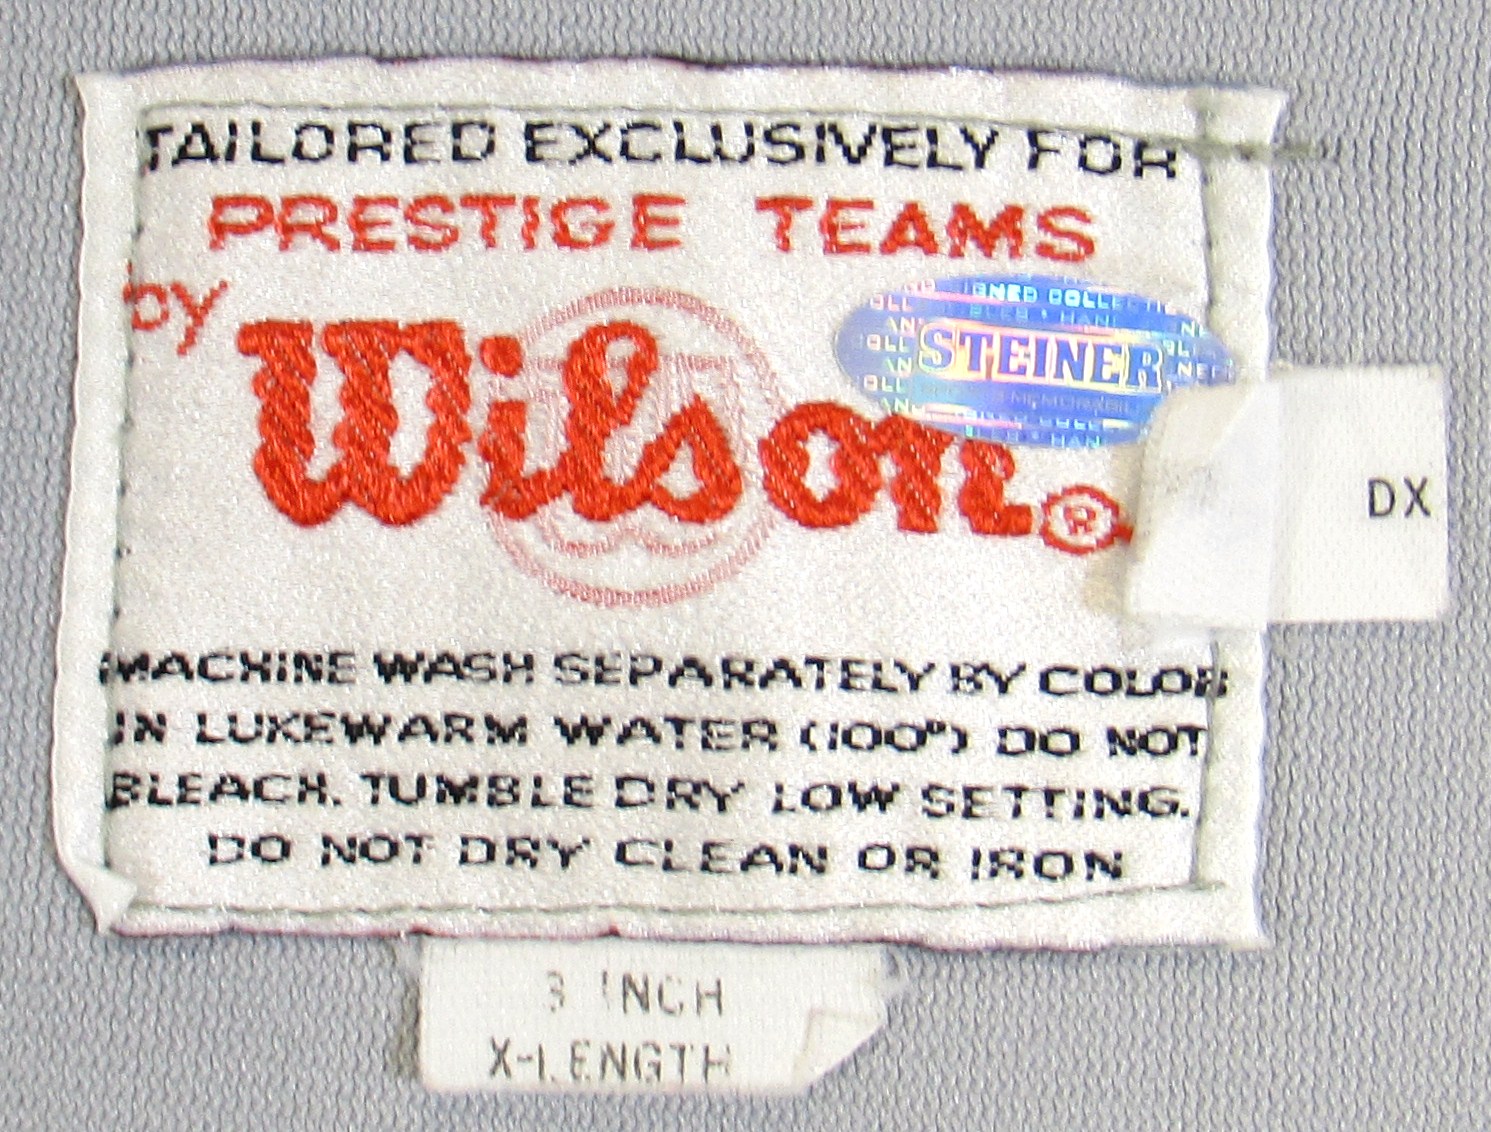 TAILORED EXCLUSIVELY FOR
PRESTIGE TEAMS
by
Wilson®
STEINER
DX
MACHINE WASH SEPARATELY BY COLOR
IN LUKEWARM WATER (100°) DO NOT
BLEACH. TUMBLE DRY LOW SETTING.
DO NOT DRY CLEAN OR IRON
3 INCH
X-LENGTH